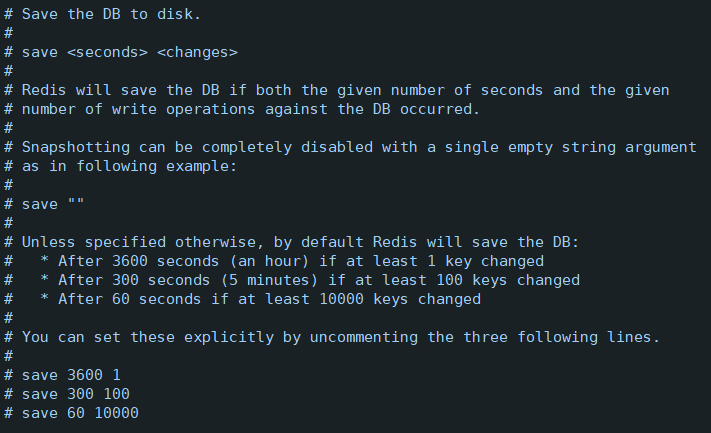 # Save the DB to disk.
#
# save <seconds> <changes>
#
# Redis will save the DB if both the given number of seconds and the given
# number of write operations against the DB occurred.
#
# Snapshotting can be completely disabled with a single empty string argument
# as in following example:
#
# save ""
#
# Unless specified otherwise, by default Redis will save the DB:
#   * After 3600 seconds (an hour) if at least 1 key changed
#   * After 300 seconds (5 minutes) if at least 100 keys changed
#   * After 60 seconds if at least 10000 keys changed
#
# You can set these explicitly by uncommenting the three following lines.
#
# save 3600 1
# save 300 100
# save 60 10000